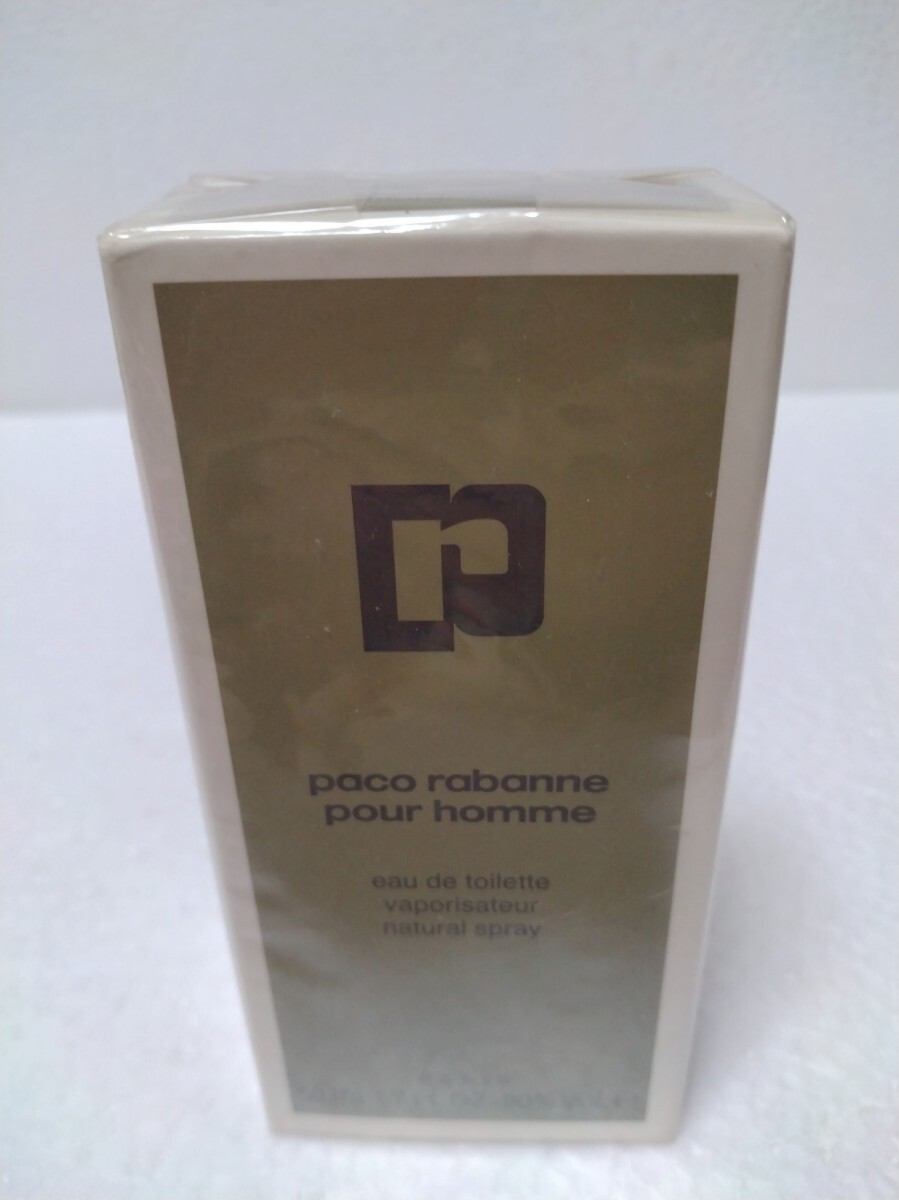 paco rabanne
pour homme
eau de toilette
vaporisateur
natural spray